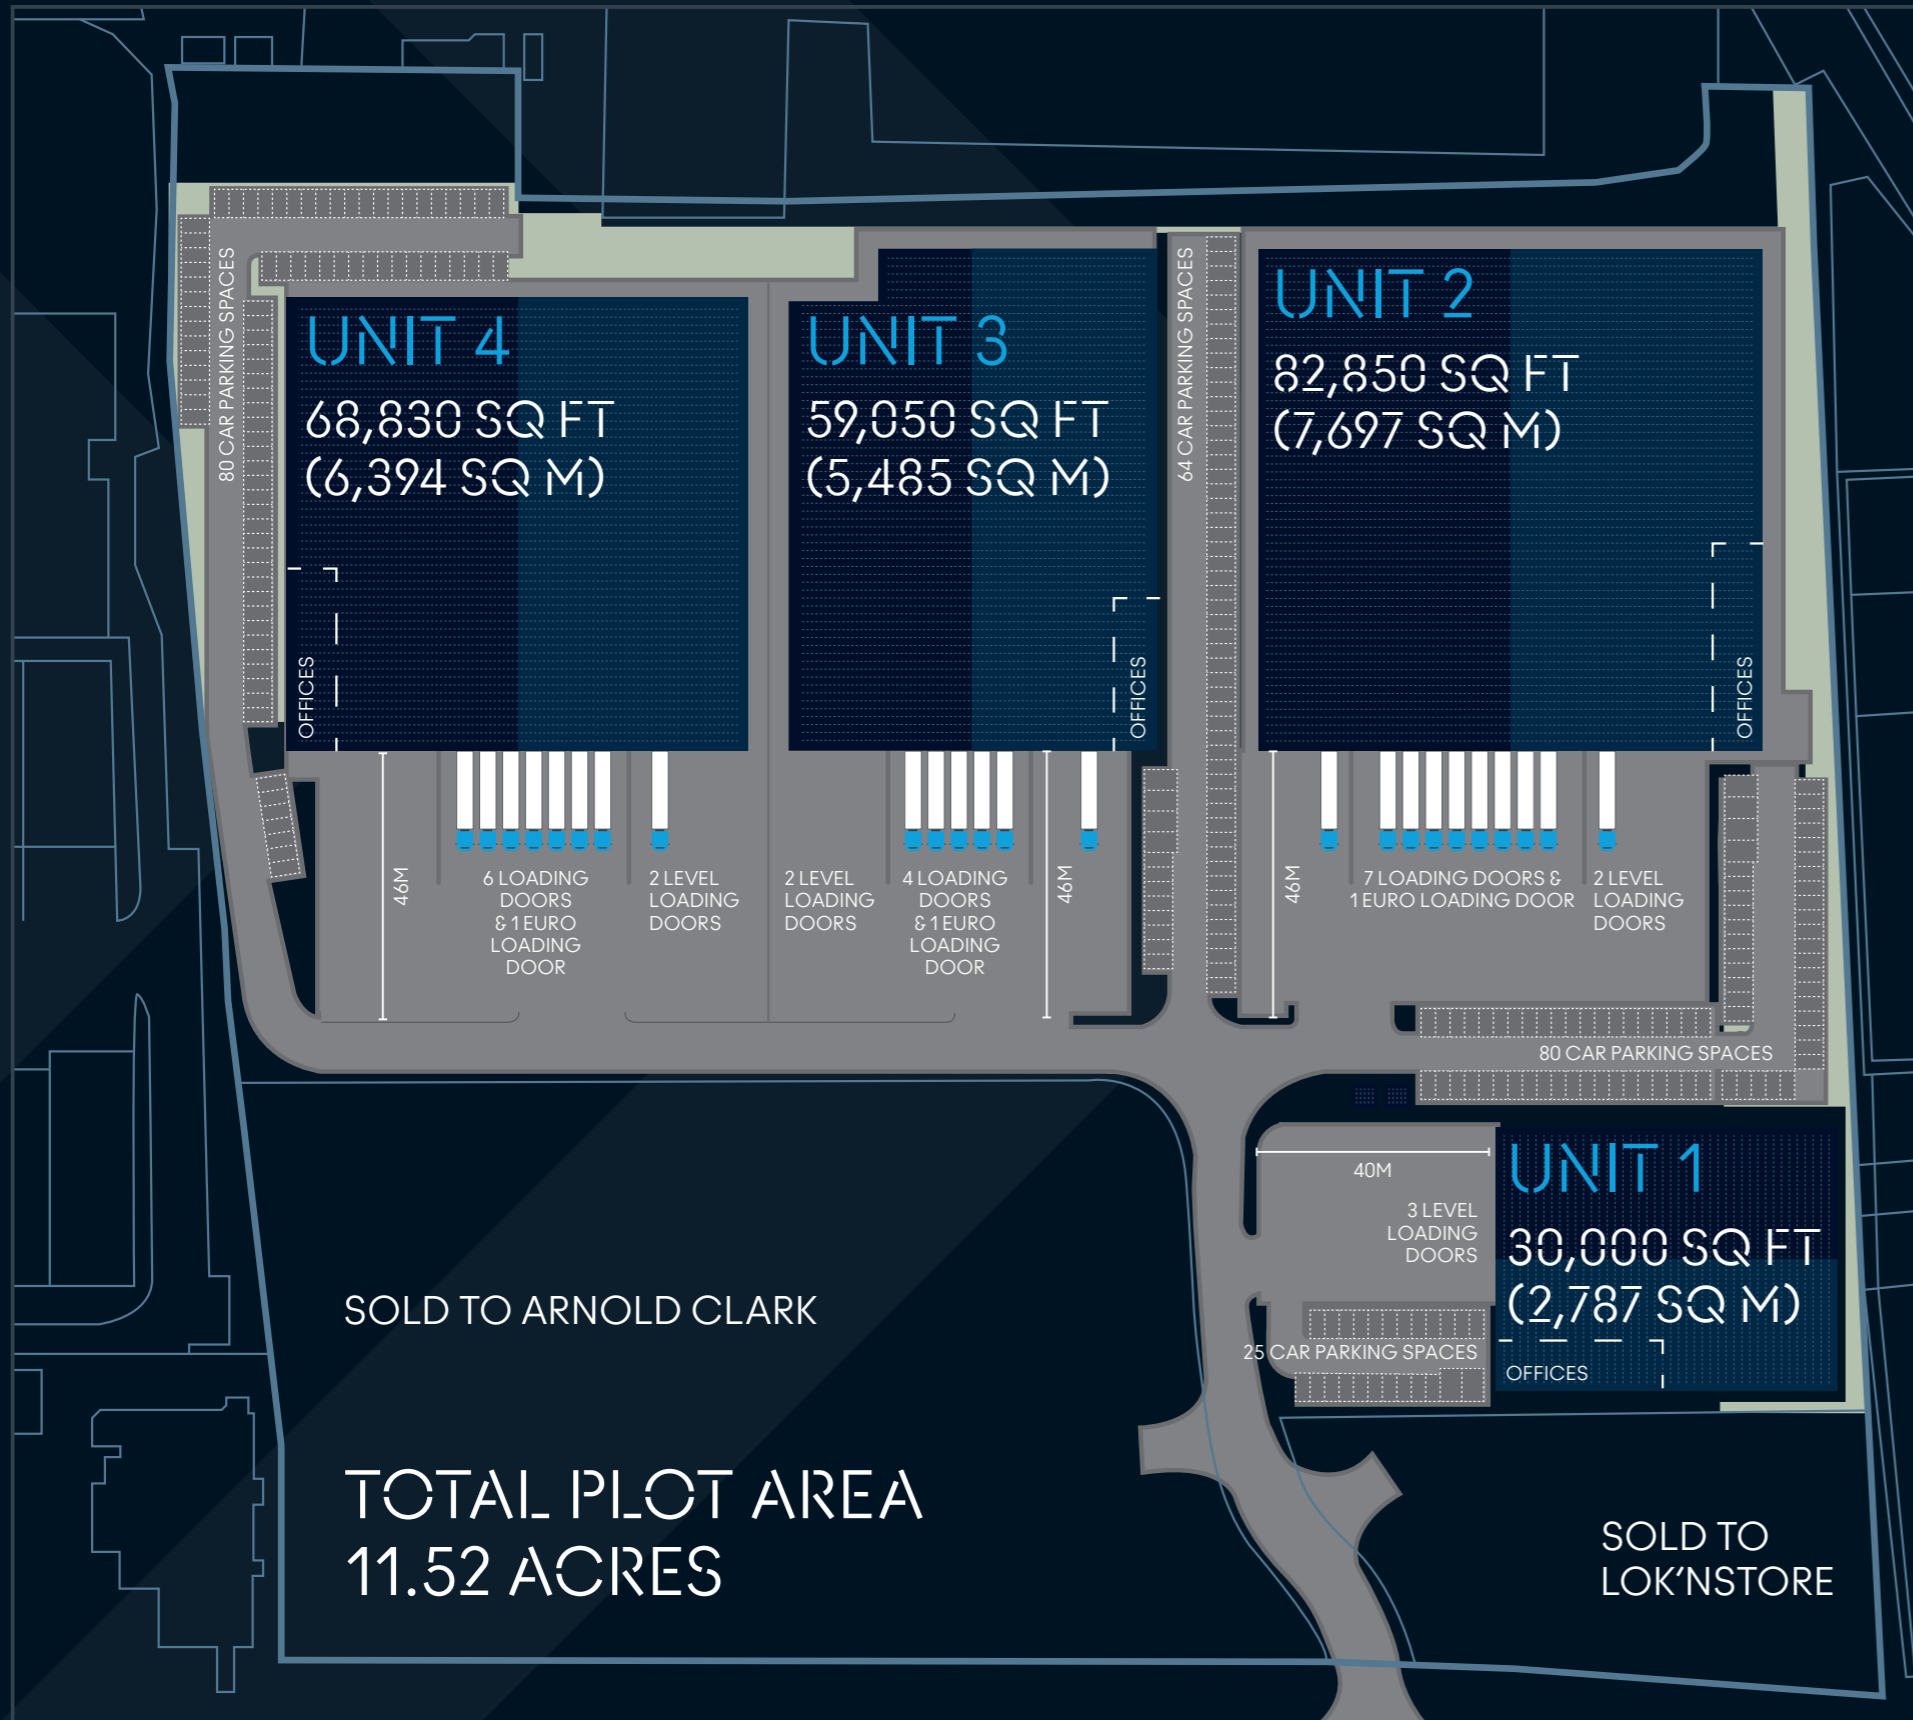 UNIT 4
68,830 SQ FT
(6,394 SQ M)
OFFICES
80 CAR PARKING SPACES
UNIT 3
59,050 SQ FT
(5,485 SQ M)
OFFICES
64 CAR PARKING SPACES
UNIT 2
82,850 SQ FT
(7,697 SQ M)
OFFICES
46M
6 LOADING
DOORS
& 1 EURO
LOADING
DOOR
2 LEVEL
LOADING
DOORS
2 LEVEL
LOADING
DOORS
4 LOADING
DOORS
& 1 EURO
LOADING
DOOR
46M
46M
7 LOADING DOORS &
1 EURO LOADING DOOR
2 LEVEL
LOADING
DOORS
80 CAR PARKING SPACES
40M
3 LEVEL
LOADING
DOORS
UNIT 1
30,000 SQ FT
(2,787 SQ M)
25 CAR PARKING SPACES
OFFICES
SOLD TO ARNOLD CLARK
TOTAL PLOT AREA
11.52 ACRES
SOLD TO
LOK'NSTORE